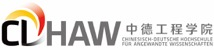 CDHAW
中德工程学院
CHINESISCH-DEUTSCHE HOCHSCHULE
FÜR ANGEWANDTE WISSENSCHAFTEN